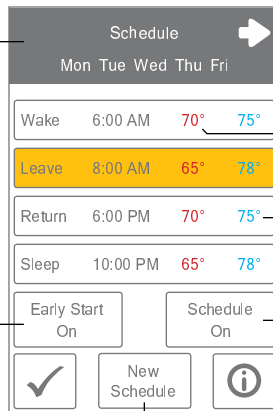 Schedule
Mon Tue Wed Thu Fri
Wake 6:00 AM 70° 75°
Leave 8:00 AM 65° 78°
Return 6:00 PM 70° 75°
Sleep 10:00 PM 65° 78°
Early Start
On
Schedule
On
New
Schedule